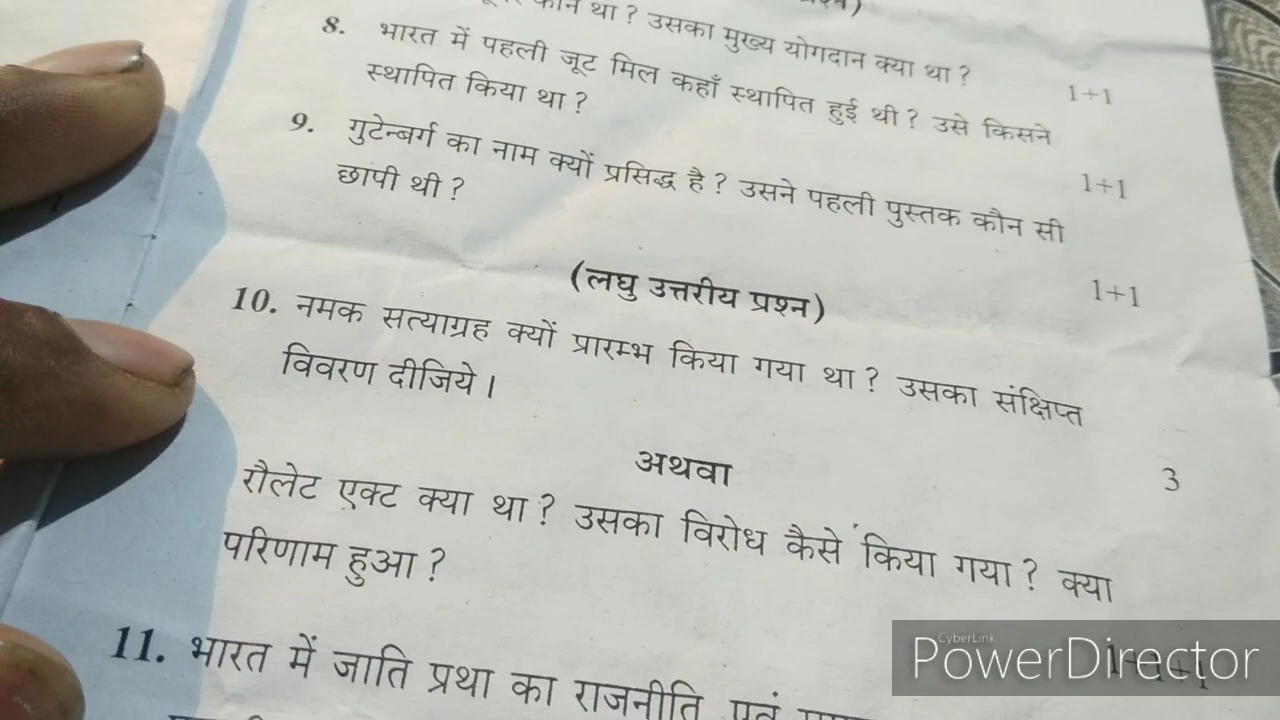 कौन था ? उसका मुख्य योगदान क्या था ?
1+1
8. भारत में पहली जूट मिल कहाँ स्थापित हुई थी ? उसे किसने
स्थापित किया था ?
1+1
9. गुटेन्बर्ग का नाम क्यों प्रसिद्ध है ? उसने पहली पुस्तक कौन सी
छापी थी ?
1+1
(लघु उत्तरीय प्रश्न)
10. नमक सत्याग्रह क्यों प्रारम्भ किया गया था ? उसका संक्षिप्त
विवरण दीजिये ।
3
अथवा
रौलेट एक्ट क्या था ? उसका विरोध कैसे किया गया ? क्या
परिणाम हुआ ?
11. भारत में जाति प्रथा का राजनीति एवं
CyberLink
PowerDirector